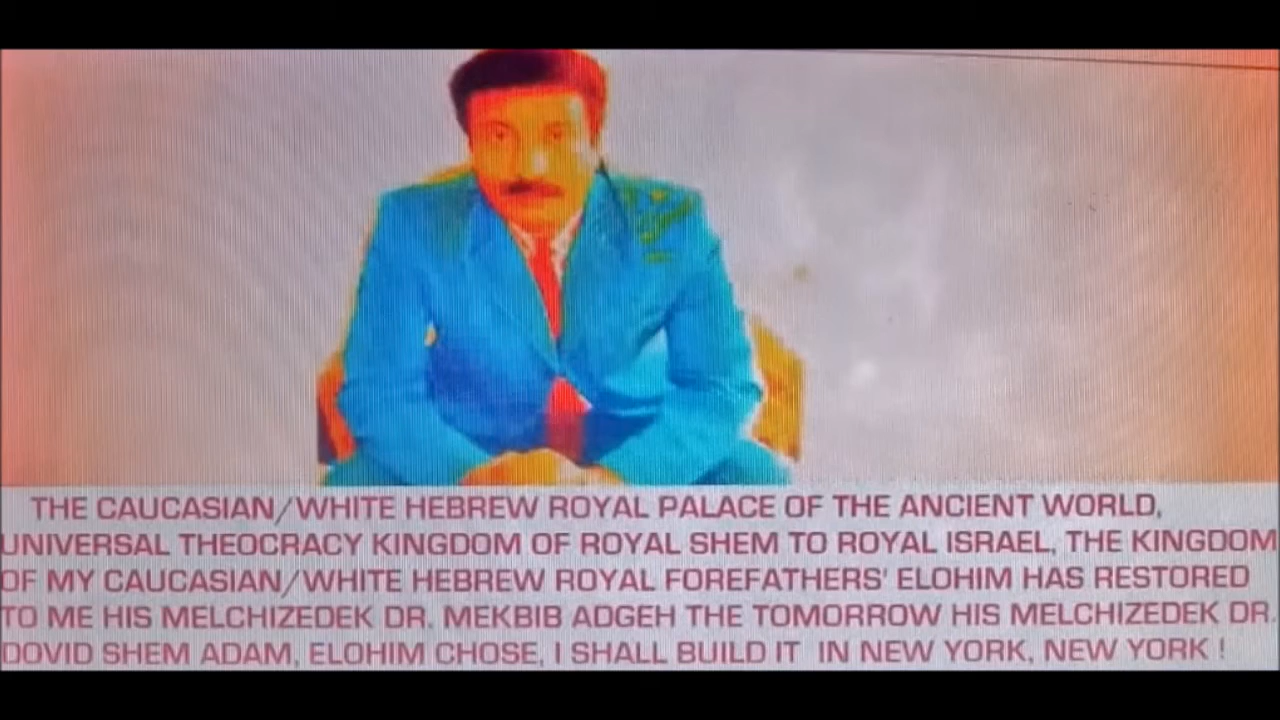 THE CAUCASIAN/WHITE HEBREW ROYAL PALACE OF THE ANCIENT WORLD,
UNIVERSAL THEOCRACY KINGDOM OF ROYAL SHEM TO ROYAL ISRAEL, THE KINGDOM
OF MY CAUCASIAN/WHITE HEBREW ROYAL FOREFATHERS' ELOHIM HAS RESTORED
TO ME HIS MELCHIZEDEK DR. MEKBIB ADGEH THE TOMORROW HIS MELCHIZEDEK DR.
DOVID SHEM ADAM, ELOHIM CHOSE, I SHALL BUILD IT IN NEW YORK, NEW YORK !